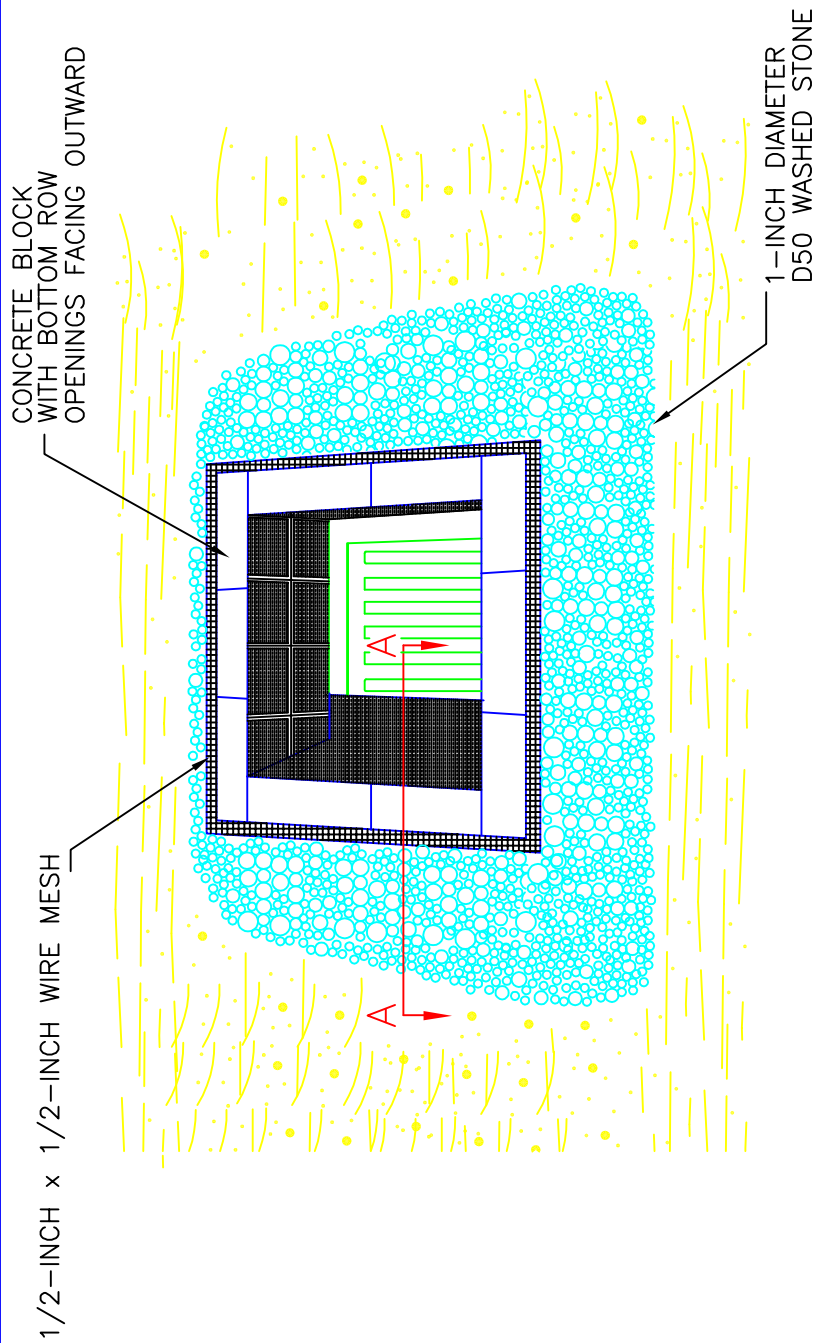 CONCRETE BLOCK
WITH BOTTOM ROW
OPENINGS FACING OUTWARD
1/2-INCH x 1/2-INCH WIRE MESH
A
A
1-INCH DIAMETER
D50 WASHED STONE